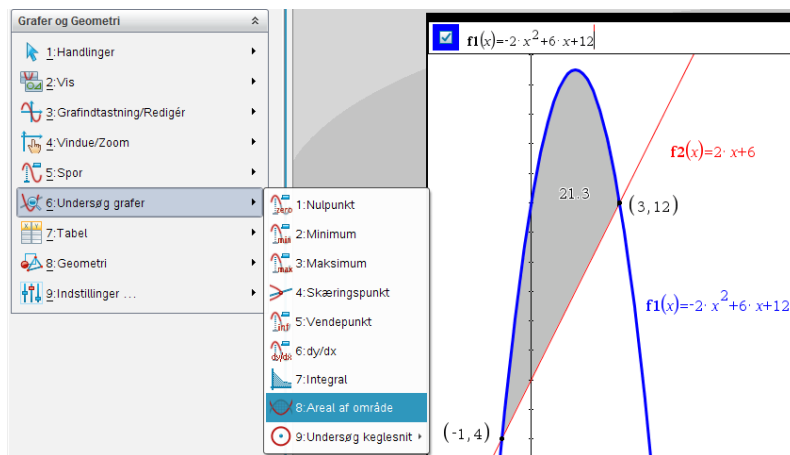 Grafer og Geometri
1:Handlinger
2:Vis
3:Grafindtastning/Redigér
4:Vindue/Zoom
5:Spor
6:Undersøg grafer
7:Tabel
8:Geometri
9:Indstillinger ...
1:Nulpunkt
2:Minimum
3:Maksimum
4:Skæringspunkt
5:Vendepunkt
6:dy/dx
7:Integral
8:Areal af område
9:Undersøg keglesnit
f1(x)=-2·x²+6·x+12
f2(x)=2·x+6
21.3
(3,12)
f1(x)=-2·x²+6·x+12
(-1,4)